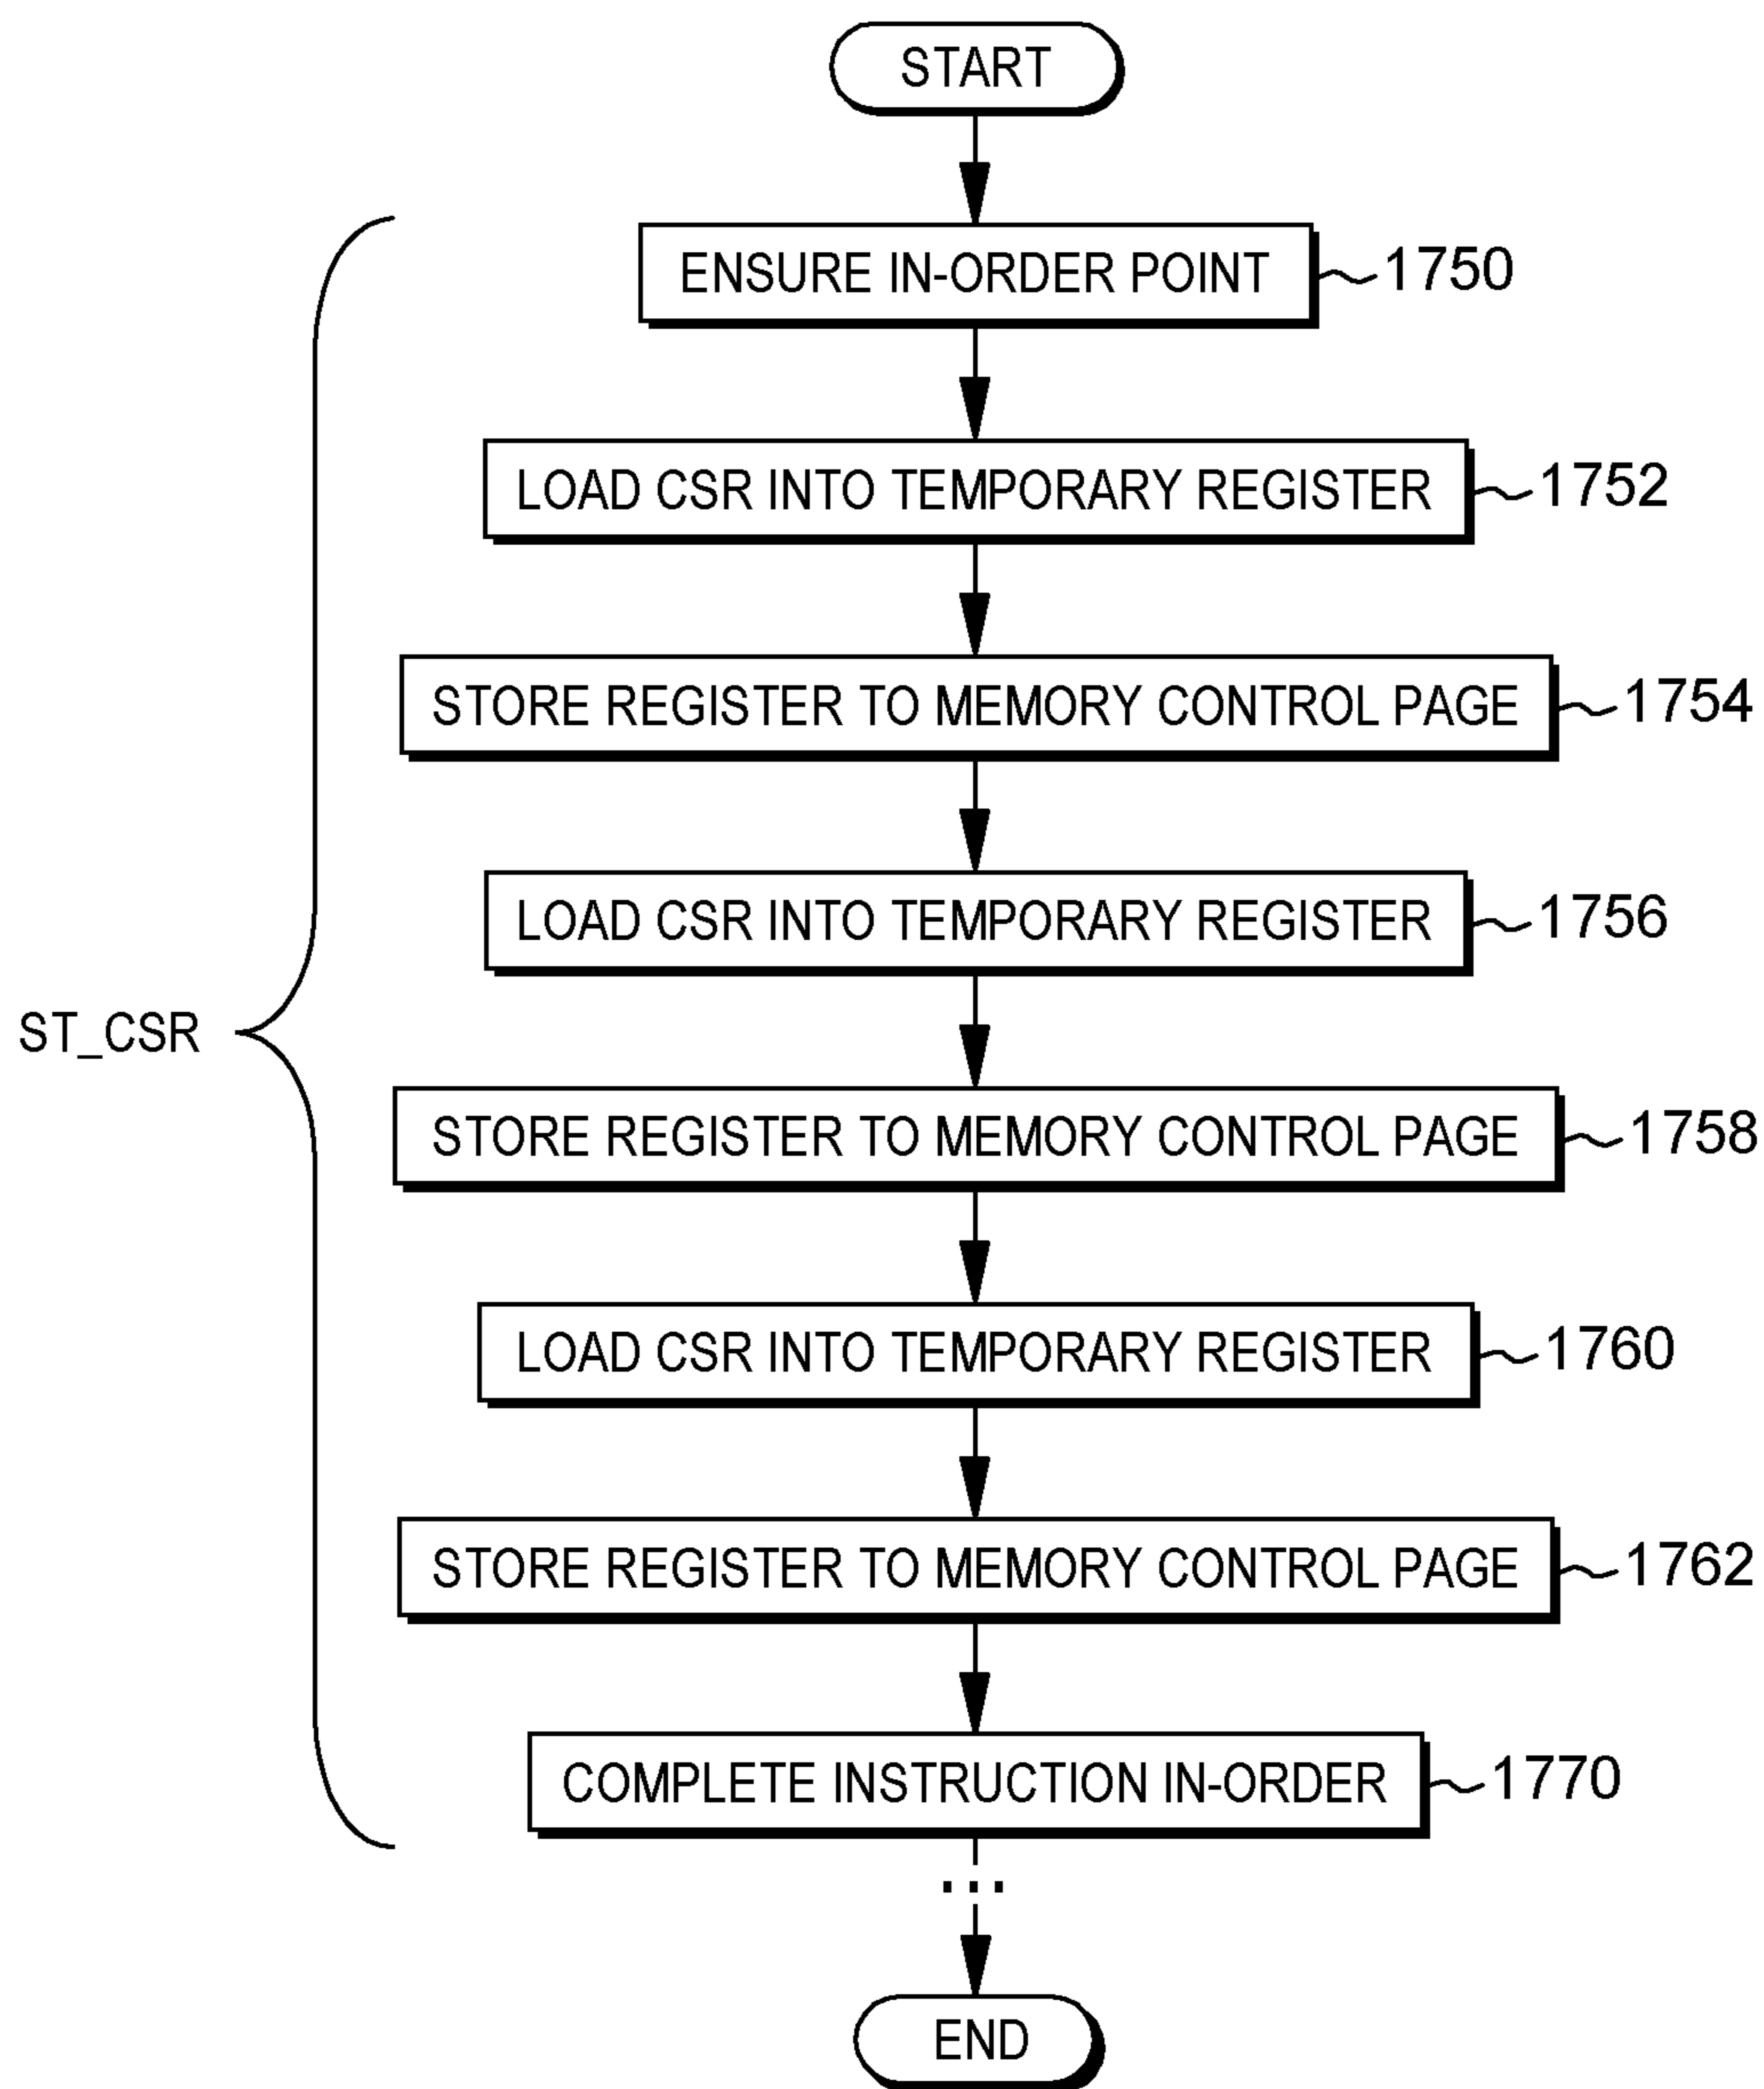 START
ENSURE IN-ORDER POINT 1750
LOAD CSR INTO TEMPORARY REGISTER 1752
STORE REGISTER TO MEMORY CONTROL PAGE 1754
LOAD CSR INTO TEMPORARY REGISTER 1756
ST_CSR
STORE REGISTER TO MEMORY CONTROL PAGE 1758
LOAD CSR INTO TEMPORARY REGISTER 1760
STORE REGISTER TO MEMORY CONTROL PAGE 1762
COMPLETE INSTRUCTION IN-ORDER 1770
...
END